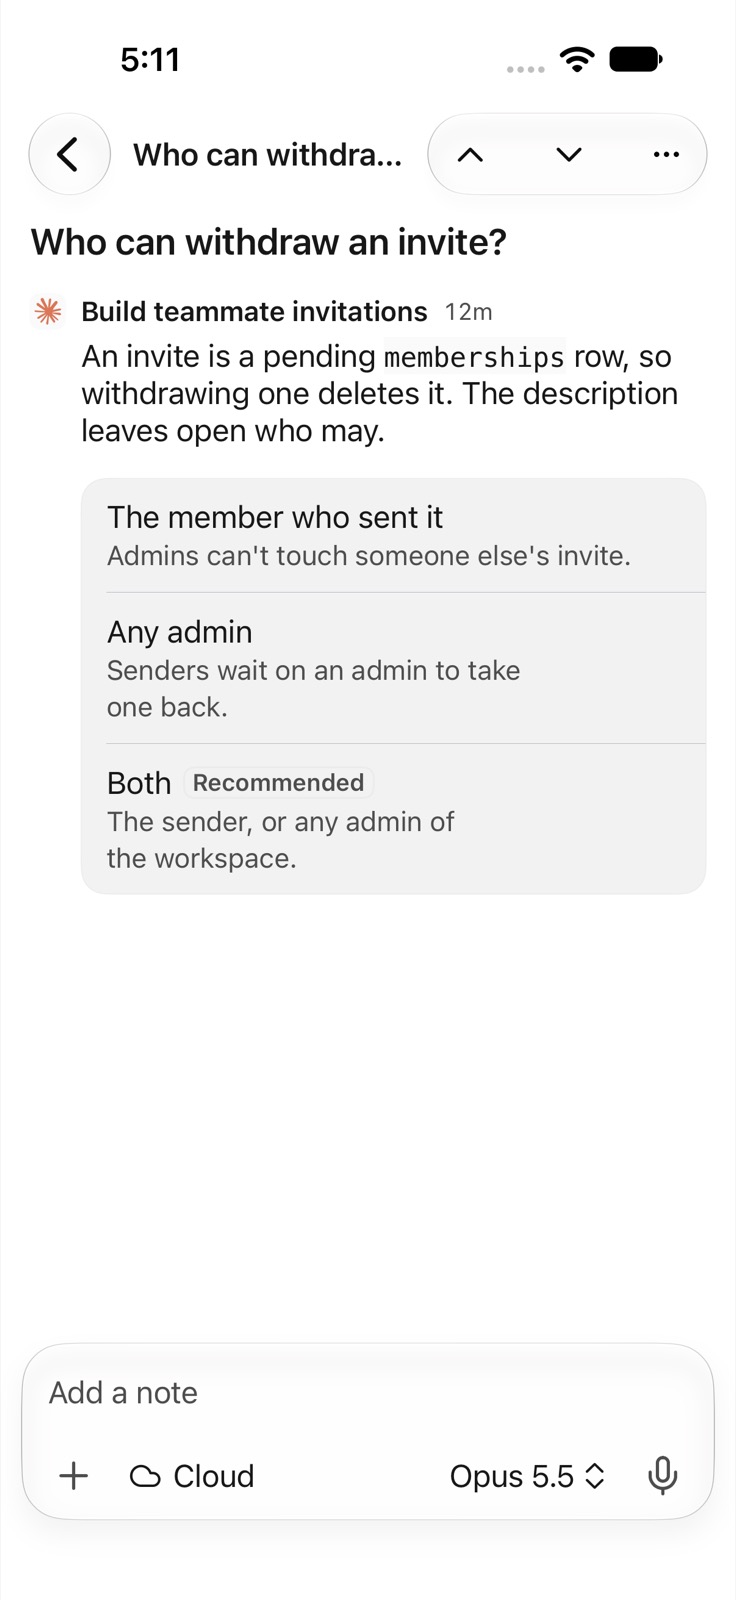 5:11
Who can withdra...
Who can withdraw an invite?
Build teammate invitations 12m
An invite is a pending memberships row, so
withdrawing one deletes it. The description
leaves open who may.
The member who sent it
Admins can't touch someone else's invite.
Any admin
Senders wait on an admin to take
one back.
Both Recommended
The sender, or any admin of
the workspace.
Add a note
Cloud Opus 5.5